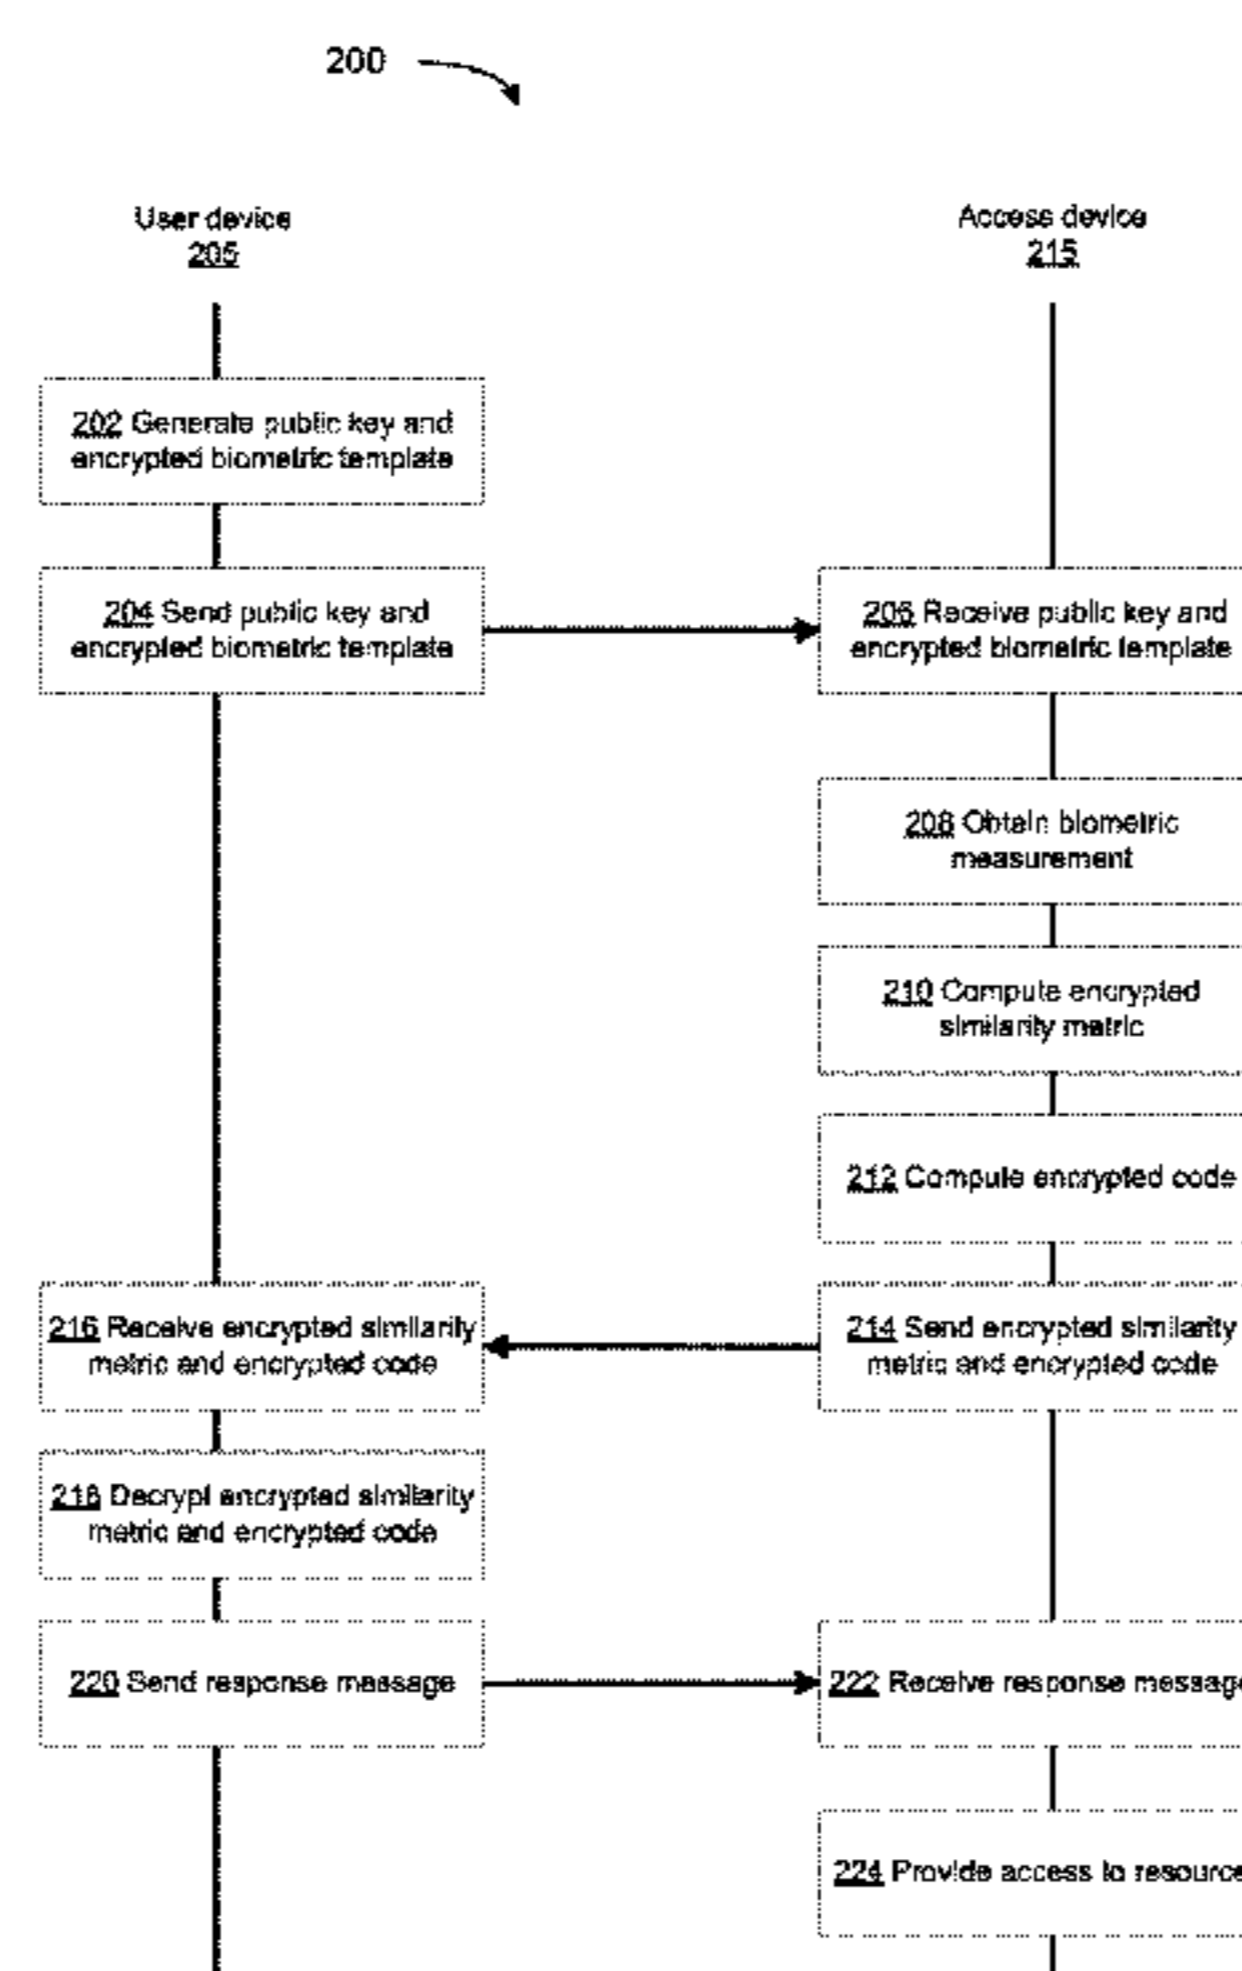 200
User device
205
Access device
215
202 Generate public key and
encrypted biometric template
204 Send public key and
encrypted biometric template
206 Receive public key and
encrypted biometric template
208 Obtain biometric
measurement
210 Compute encrypted
similarity metric
212 Compute encrypted code
216 Receive encrypted similarity
metric and encrypted code
214 Send encrypted similarity
metric and encrypted code
218 Decrypt encrypted similarity
metric and encrypted code
220 Send response message
222 Receive response message
224 Provide access to resource